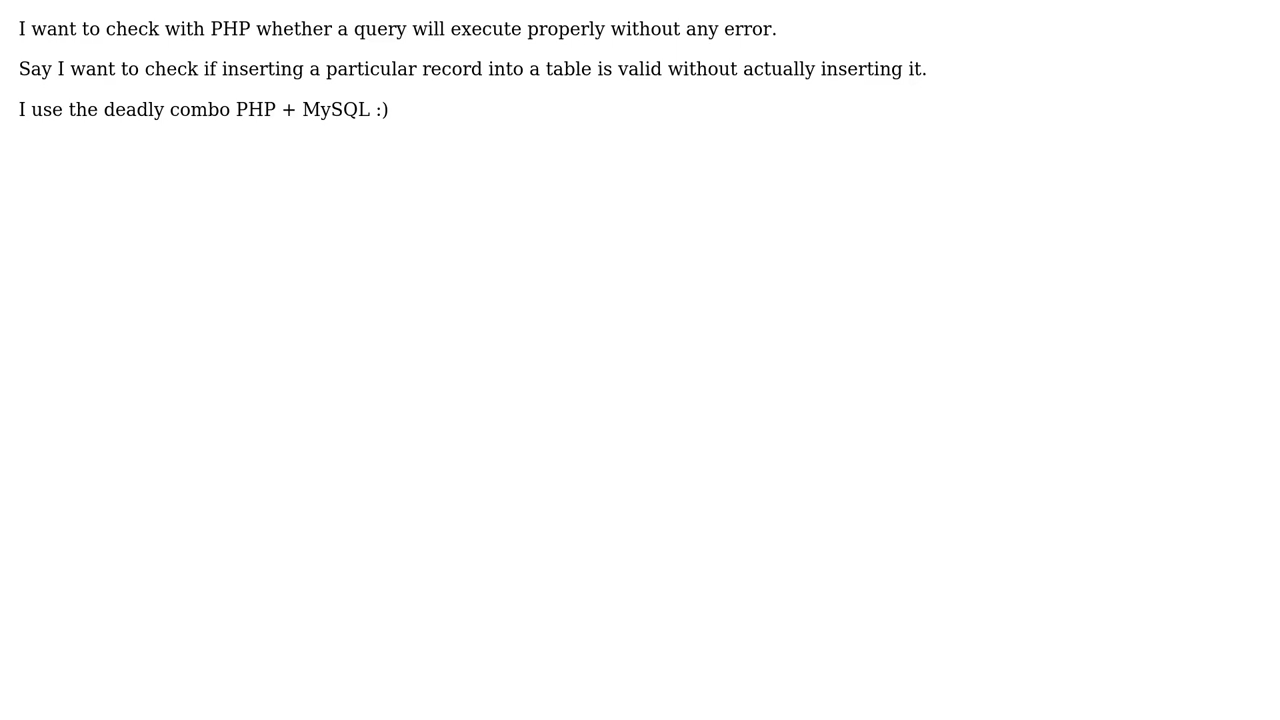 I want to check with PHP whether a query will execute properly without any error.
Say I want to check if inserting a particular record into a table is valid without actually inserting it.
I use the deadly combo PHP + MySQL :)